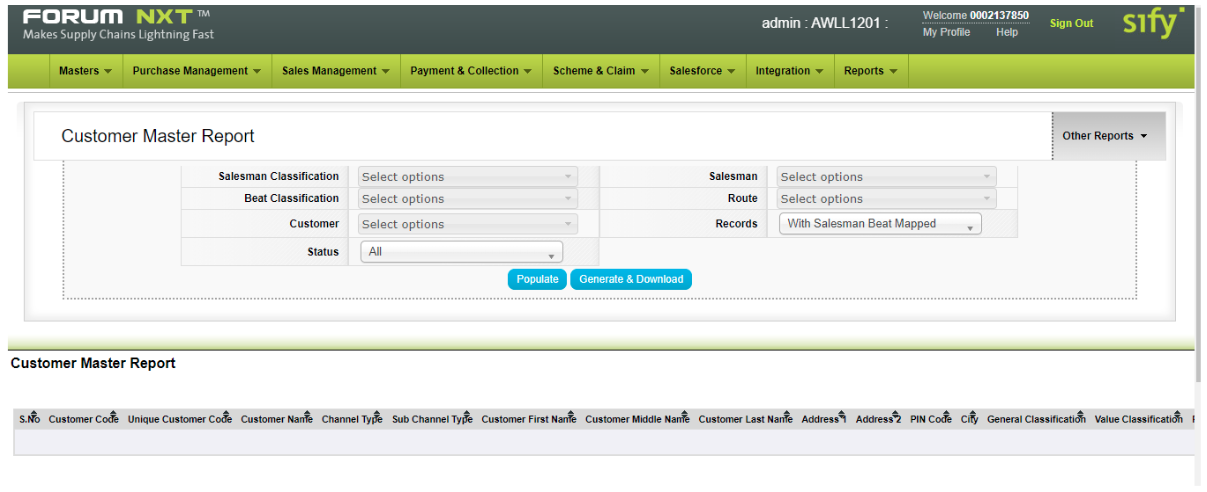 FORUM NXT ™
Makes Supply Chains Lightning Fast
admin : AWLL1201 :
Welcome 0002137850
My Profile Help
Sign Out
sify
Masters Purchase Management Sales Management Payment & Collection Scheme & Claim Salesforce Integration Reports
Customer Master Report
Other Reports
Salesman Classification Select options Salesman Select options
Beat Classification Select options Route Select options
Customer Select options Records With Salesman Beat Mapped
Status All
Populate Generate & Download
Customer Master Report
S.No Customer Code Unique Customer Code Customer Name Channel Type Sub Channel Type Customer First Name Customer Middle Name Customer Last Name Address1 Address2 PIN Code City General Classification Value Classification